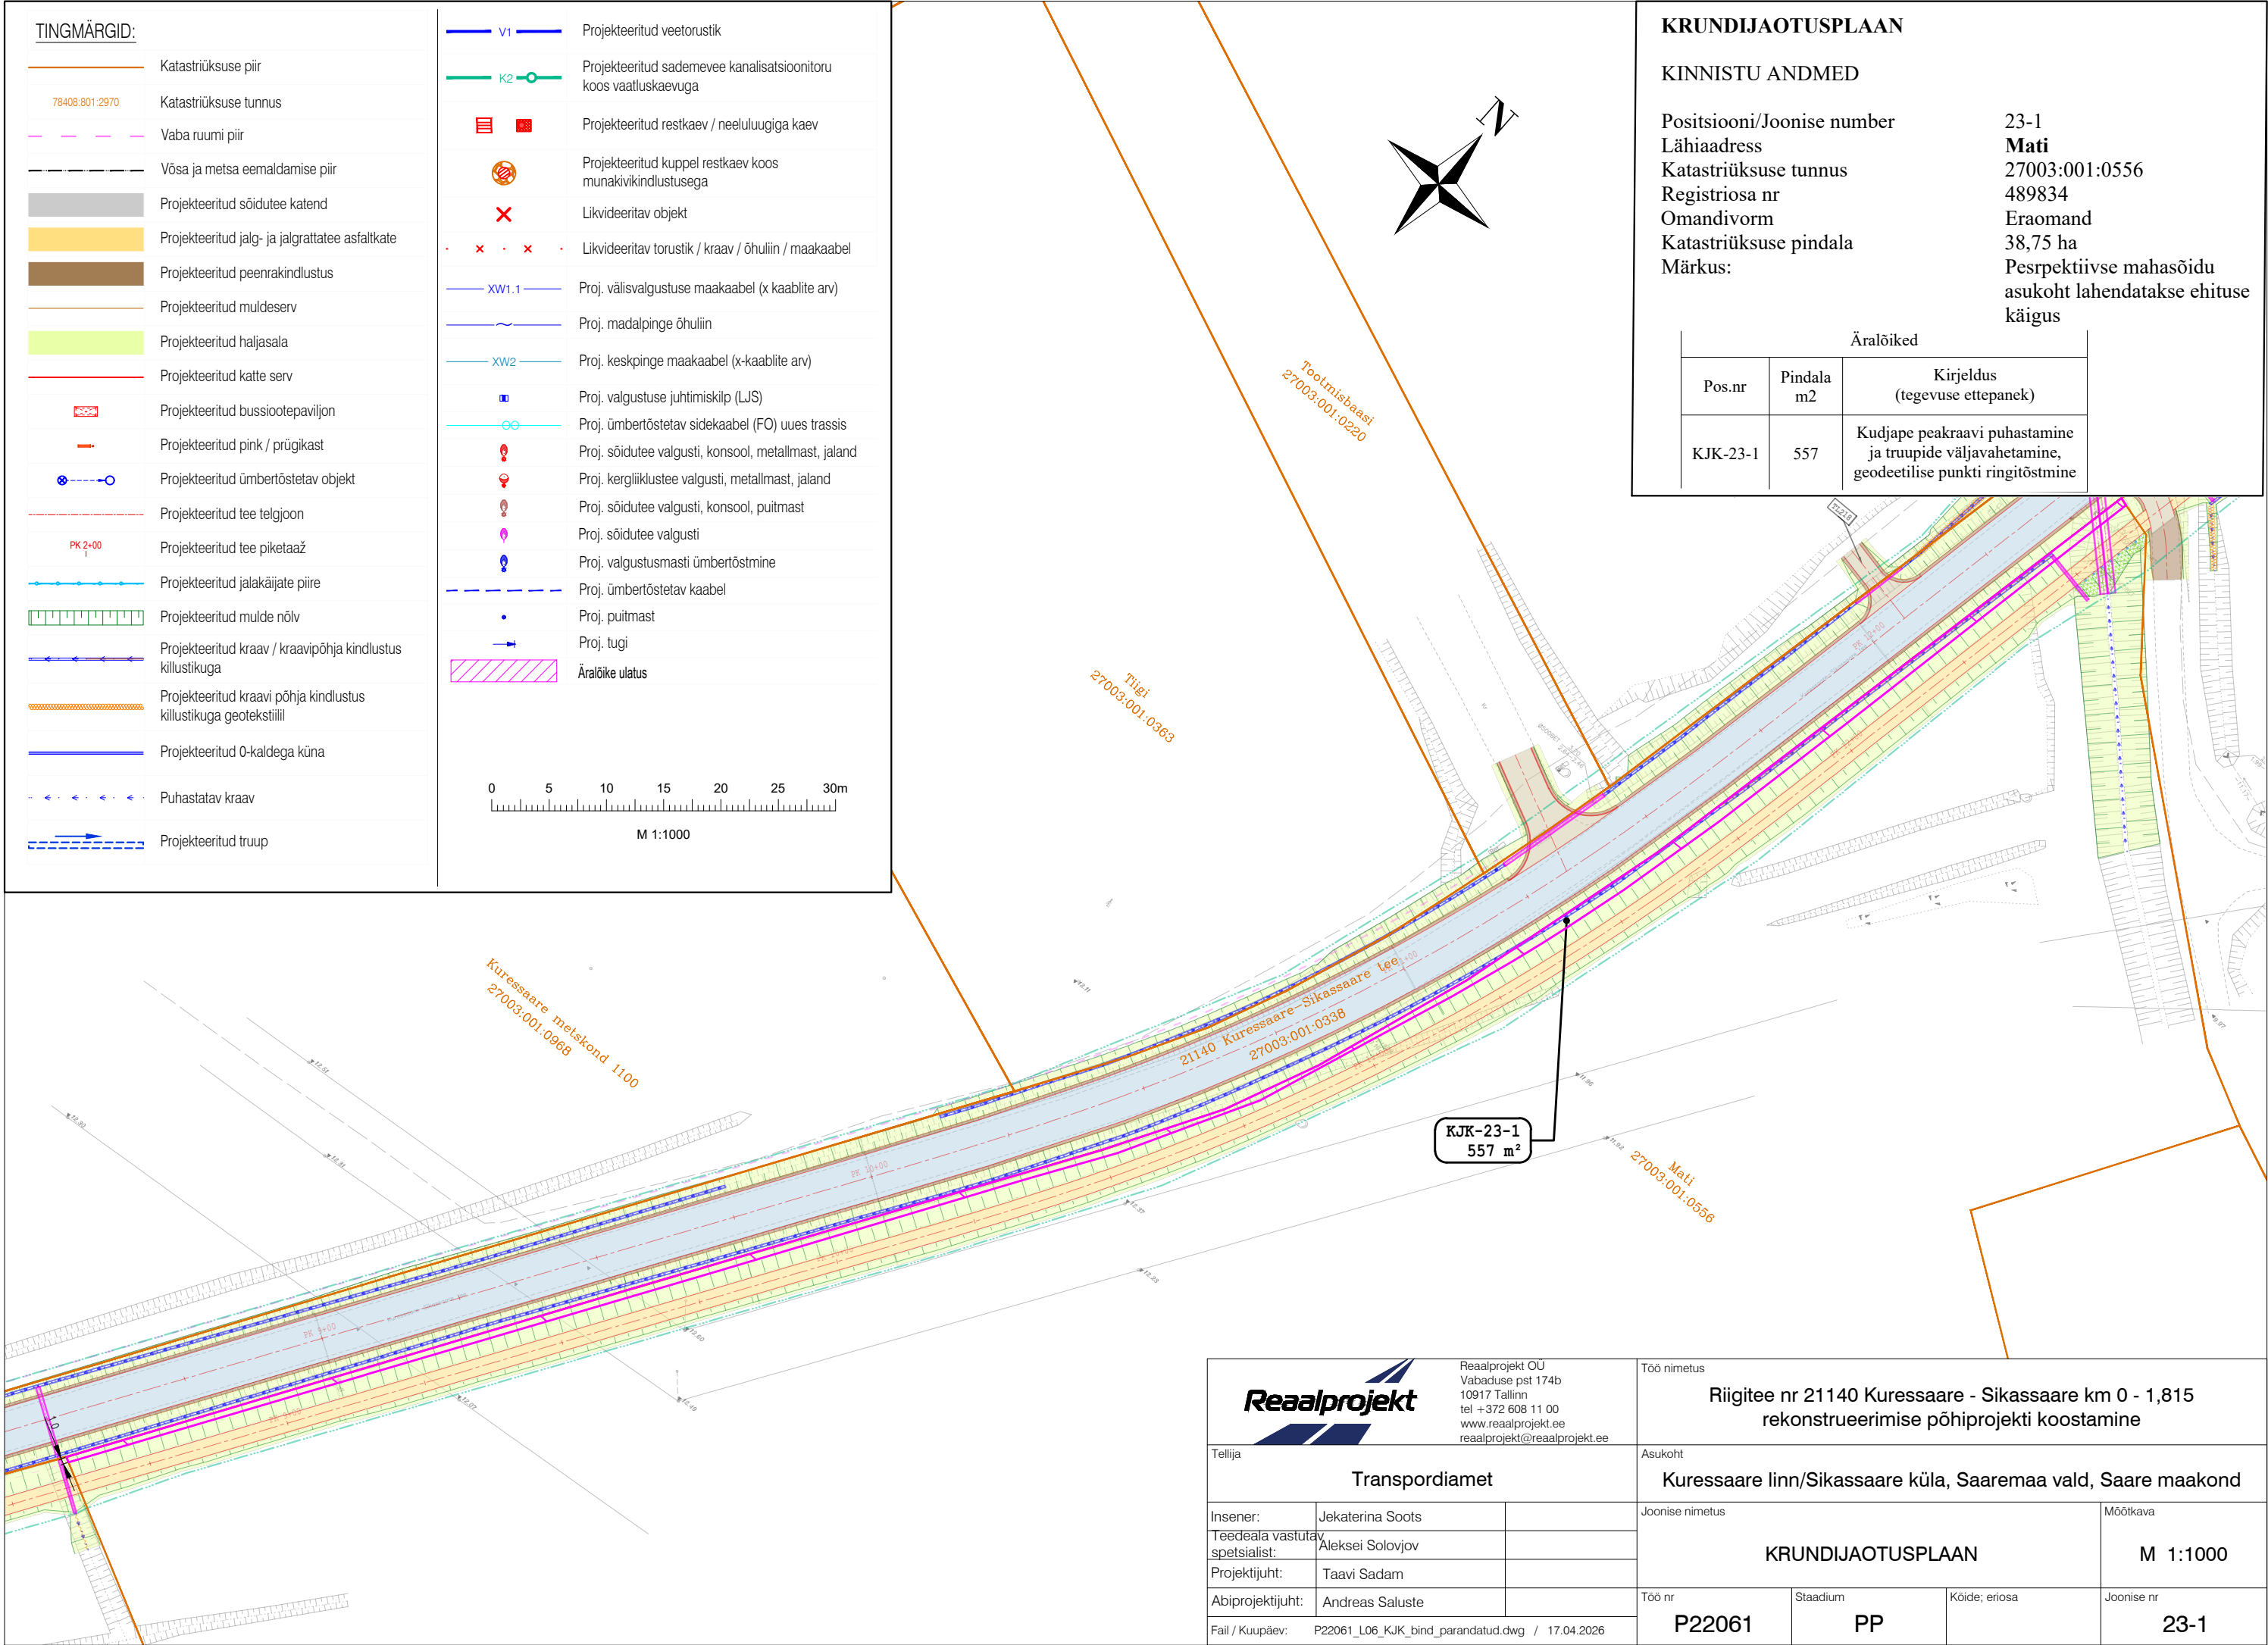 TINGMÄRGID:
Katastriüksuse piir
78408:801:2970
Katastriüksuse tunnus
Vaba ruumi piir
Võsa ja metsa eemaldamise piir
Projekteeritud sõidutee katend
Projekteeritud jalg- ja jalgrattatee asfaltkate
Projekteeritud peenrakindlustus
Projekteeritud muldeserv
Projekteeritud haljasala
Projekteeritud katte serv
Projekteeritud bussiootepaviljon
Projekteeritud pink / prügikast
Projekteeritud ümbertõstetav objekt
Projekteeritud tee telgjoon
PK 2+00
Projekteeritud tee piketaaž
Projekteeritud jalakäijate piire
Projekteeritud mulde nõlv
Projekteeritud kraav / kraavipõhja kindlustus
killustikuga
Projekteeritud kraavi põhja kindlustus
killustikuga geotekstiilil
Projekteeritud 0-kaldega küna
Puhastatav kraav
Projekteeritud truup
V1
Projekteeritud veetorustik
K2
Projekteeritud sademevee kanalisatsioonitoru
koos vaatluskaevuga
Projekteeritud restkaev / neeluluugiga kaev
Projekteeritud kuppel restkaev koos
munakivikindlustusega
Likvideeritav objekt
Likvideeritav torustik / kraav / õhuliin / maakaabel
XW1.1
Proj. välisvalgustuse maakaabel (x kaablite arv)
Proj. madalpinge õhuliin
XW2
Proj. keskpinge maakaabel (x-kaablite arv)
Proj. valgustuse juhtimiskilp (LJS)
Proj. ümbertõstetav sidekaabel (FO) uues trassis
Proj. sõidutee valgusti, konsool, metallmast, jaland
Proj. kergliiklustee valgusti, metallmast, jaland
Proj. sõidutee valgusti, konsool, puitmast
Proj. sõidutee valgusti
Proj. valgustusmasti ümbertõstmine
Proj. ümbertõstetav kaabel
Proj. puitmast
Proj. tugi
Äralõike ulatus
0 5 10 15 20 25 30m
M 1:1000
N
KRUNDIJAOTUSPLAAN
KINNISTU ANDMED
Positsiooni/Joonise number 23-1
Lähiaadress Mati
Katastriüksuse tunnus 27003:001:0556
Registriosa nr 489834
Omandivorm Eraomand
Katastriüksuse pindala 38,75 ha
Märkus: Pesrpektiivse mahasõidu
asukoht lahendatakse ehituse
käigus
Äralõiked
Pos.nr
Pindala
m2
Kirjeldus
(tegevuse ettepanek)
KJK-23-1
557
Kudjape peakraavi puhastamine
ja truupide väljavahetamine,
geodeetilise punkti ringitõstmine
Tootmisbaasi
27003:001:0220
TL218
Tiigi
27003:001:0363
PK 12+00
Kuressaare metskond 1100
27003:001:0968
21140 Kuressaare-Sikassaare tee
27003:001:0338
KJK-23-1
557 m²
Mati
27003:001:0556
PK 10+00
PK 9+00
PK 9+00
Reaalprojekt
Reaalprojekt OÜ
Vabaduse pst 174b
10917 Tallinn
tel +372 608 11 00
www.reaalprojekt.ee
reaalprojekt@reaalprojekt.ee
Töö nimetus
Riigitee nr 21140 Kuressaare - Sikassaare km 0 - 1,815
rekonstrueerimise põhiprojekti koostamine
Tellija
Transpordiamet
Asukoht
Kuressaare linn/Sikassaare küla, Saaremaa vald, Saare maakond
Insener: Jekaterina Soots
Teedeala vastutav
spetsialist: Aleksei Solovjov
Projektijuht: Taavi Sadam
Abiprojektijuht: Andreas Saluste
Fail / Kuupäev: P22061_L06_KJK_bind_parandatud.dwg / 17.04.2026
Joonise nimetus
KRUNDIJAOTUSPLAAN
Mõõtkava
M 1:1000
Töö nr
P22061
Staadium
PP
Köide; eriosa
Joonise nr
23-1